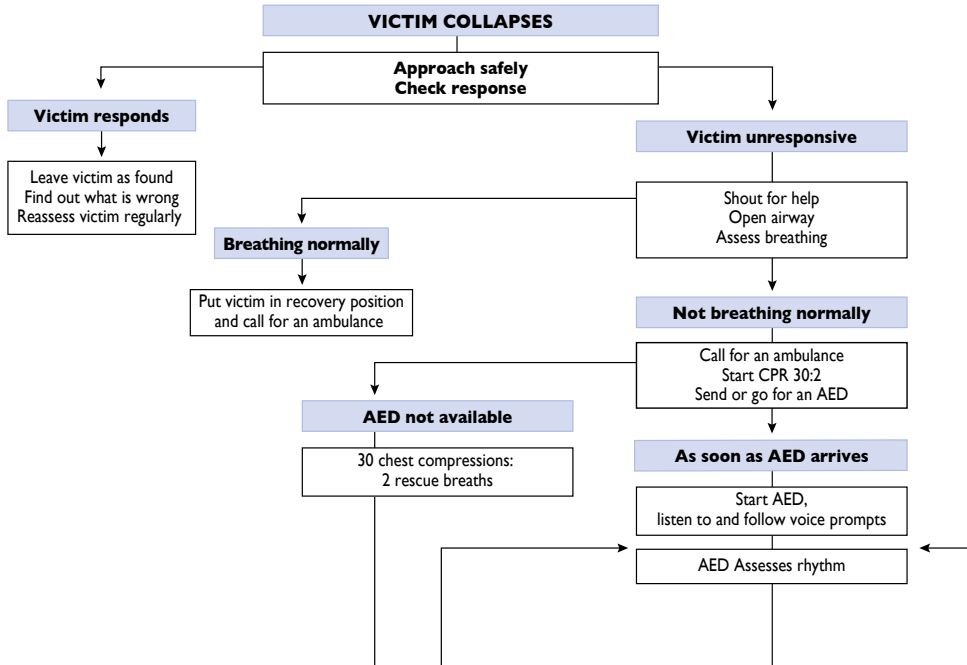 VICTIM COLLAPSES
Approach safely
Check response
Victim responds
Leave victim as found
Find out what is wrong
Reassess victim regularly
Victim unresponsive
Shout for help
Open airway
Assess breathing
Breathing normally
Put victim in recovery position
and call for an ambulance
Not breathing normally
Call for an ambulance
Start CPR 30:2
Send or go for an AED
AED not available
30 chest compressions:
2 rescue breaths
As soon as AED arrives
Start AED,
listen to and follow voice prompts
AED Assesses rhythm